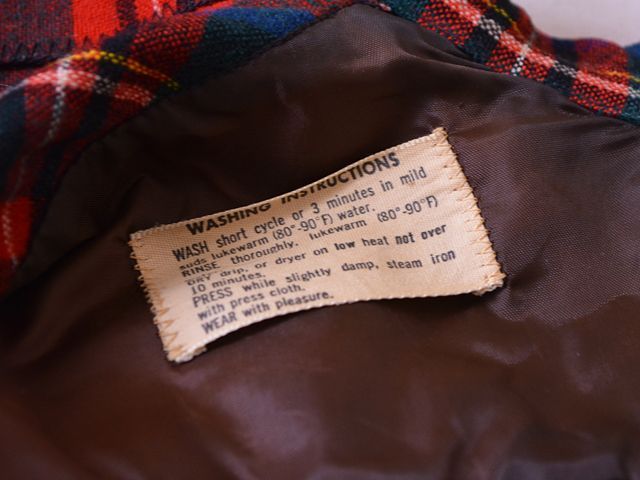 WASHING INSTRUCTIONS
WASH short cycle or 3 minutes in mild
suds lukewarm (80°-90°F) water.
RINSE thoroughly. lukewarm (80°-90°F)
DRY drip, or dryer on low heat not over
10 minutes.
PRESS while slightly damp, steam iron
with press cloth.
WEAR with pleasure.